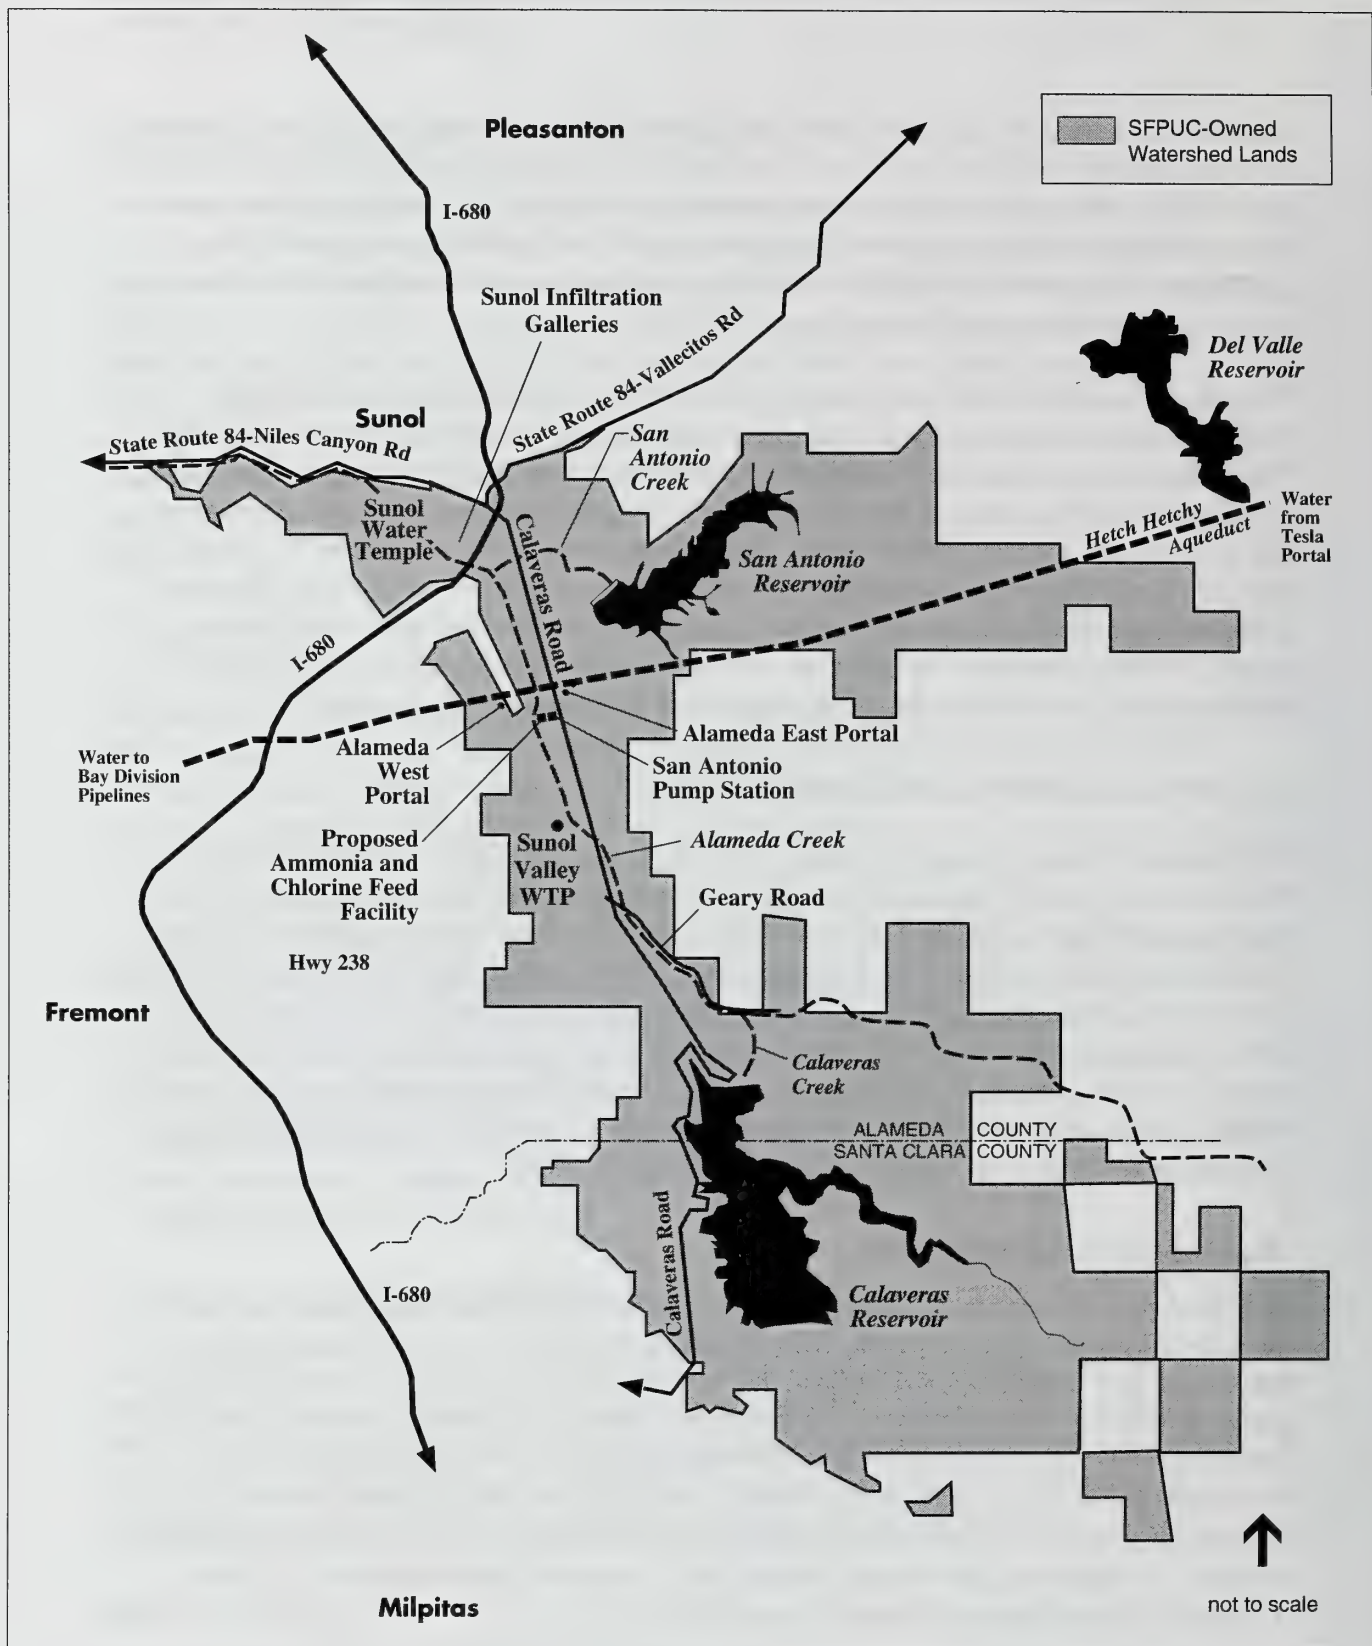 Pleasanton
SFPUC-Owned
Watershed Lands
I-680
Sunol Infiltration
Galleries
State Route 84-Vallecitos Rd
Del Valle
Reservoir
Sunol
State Route 84-Niles Canyon Rd
San
Antonio
Creek
Sunol
Water
Temple
Calaveras Road
San Antonio
Reservoir
Hetch Hetchy
Aqueduct
Water
from
Tesla
Portal
I-680
Water to
Bay Division
Pipelines
Alameda
West
Portal
Alameda East Portal
San Antonio
Pump Station
Proposed
Ammonia and
Chlorine Feed
Facility
Sunol
Valley
WTP
Alameda Creek
Geary Road
Hwy 238
Fremont
Calaveras
Creek
ALAMEDA COUNTY
SANTA CLARA COUNTY
Calaveras Road
I-680
Calaveras
Reservoir
Milpitas
not to scale